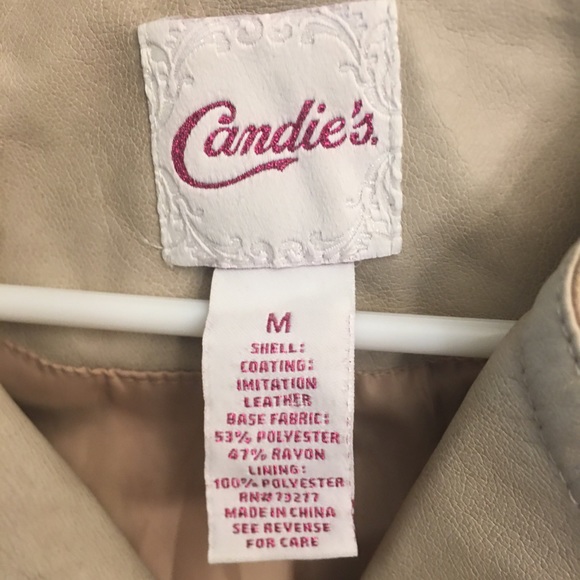 Candie's.
M
SHELL:
COATING:
IMITATION
LEATHER
BASE FABRIC:
53% POLYESTER
47% RAYON
LINING:
100% POLYESTER
RN# 73277
MADE IN CHINA
SEE REVERSE
FOR CARE